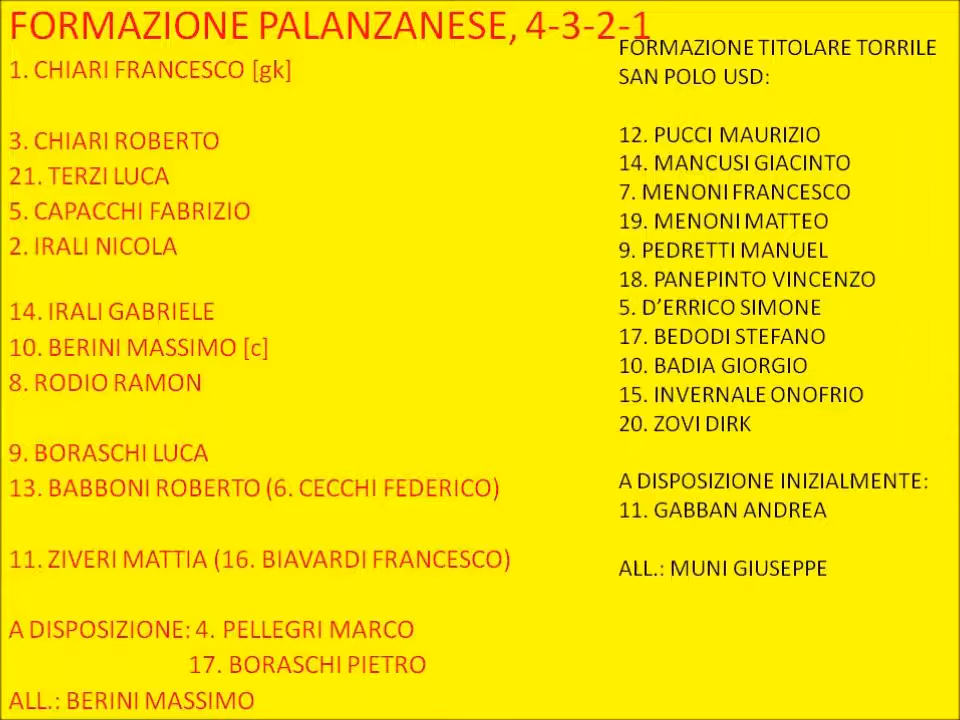 FORMAZIONE PALANZANESE, 4-3-2-1
1. CHIARI FRANCESCO [gk]
3. CHIARI ROBERTO
21. TERZI LUCA
5. CAPACCHI FABRIZIO
2. IRALI NICOLA
14. IRALI GABRIELE
10. BERINI MASSIMO [c]
8. RODIO RAMON
9. BORASCHI LUCA
13. BABBONI ROBERTO (6. CECCHI FEDERICO)
11. ZIVERI MATTIA (16. BIAVARDI FRANCESCO)
A DISPOSIZIONE: 4. PELLEGRI MARCO
17. BORASCHI PIETRO
ALL.: BERINI MASSIMO
FORMAZIONE TITOLARE TORRILE
SAN POLO USD:
12. PUCCI MAURIZIO
14. MANCUSI GIACINTO
7. MENONI FRANCESCO
19. MENONI MATTEO
9. PEDRETTI MANUEL
18. PANEPINTO VINCENZO
5. D’ERRICO SIMONE
17. BEDODI STEFANO
10. BADIA GIORGIO
15. INVERNALE ONOFRIO
20. ZOVI DIRK
A DISPOSIZIONE INIZIALMENTE:
11. GABBAN ANDREA
ALL.: MUNI GIUSEPPE